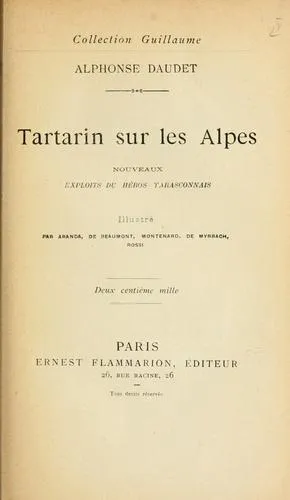 Collection Guillaume
ALPHONSE DAUDET
Tartarin sur les Alpes
NOUVEAUX
EXPLOITS DU HÉROS TARASCONNAIS
Illustré
PAR ARANDA, DE BEAUMONT, MONTENARD, DE MYRBACH,
ROSSI
Deux centième mille
PARIS
ERNEST FLAMMARION, ÉDITEUR
26, RUE RACINE, 26
Tous droits réservés